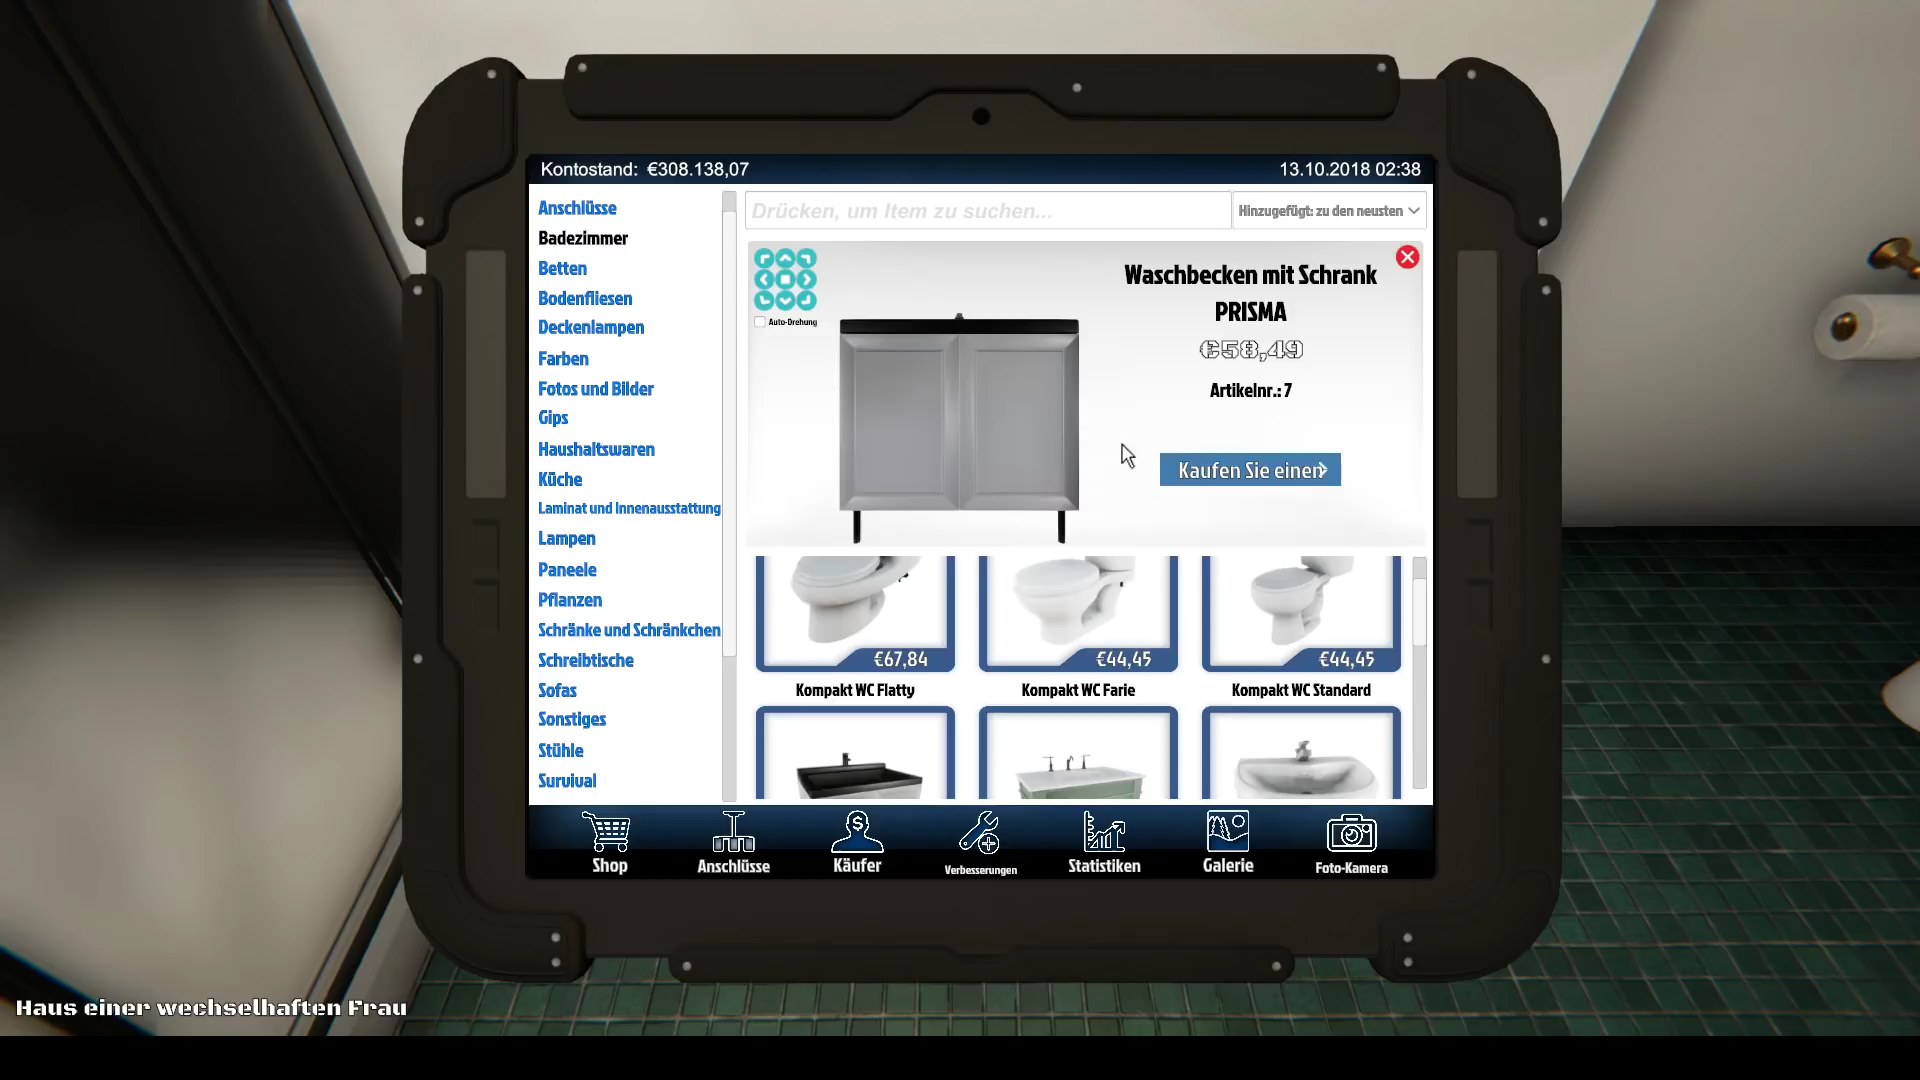 Kontostand: €308.138,07
13.10.2018 02:38
Anschlüsse
Badezimmer
Betten
Bodenfliesen
Deckenlampen
Farben
Fotos und Bilder
Gips
Haushaltswaren
Küche
Laminat und Innenausstattung
Lampen
Paneele
Pflanzen
Schränke und Schränkchen
Schreibtische
Sofas
Sonstiges
Stühle
Survival
Drücken, um Item zu suchen...
Hinzugefügt: zu den neusten
Auto-Drehung
Waschbecken mit Schrank
PRISMA
€58,49
Artikelnr.: 7
Kaufen Sie einen
€67,84
€44,45
€44,45
Kompakt WC Flatty
Kompakt WC Farie
Kompakt WC Standard
Shop
Anschlüsse
Käufer
Verbesserungen
Statistiken
Galerie
Foto-Kamera
Haus einer wechselhaften Frau